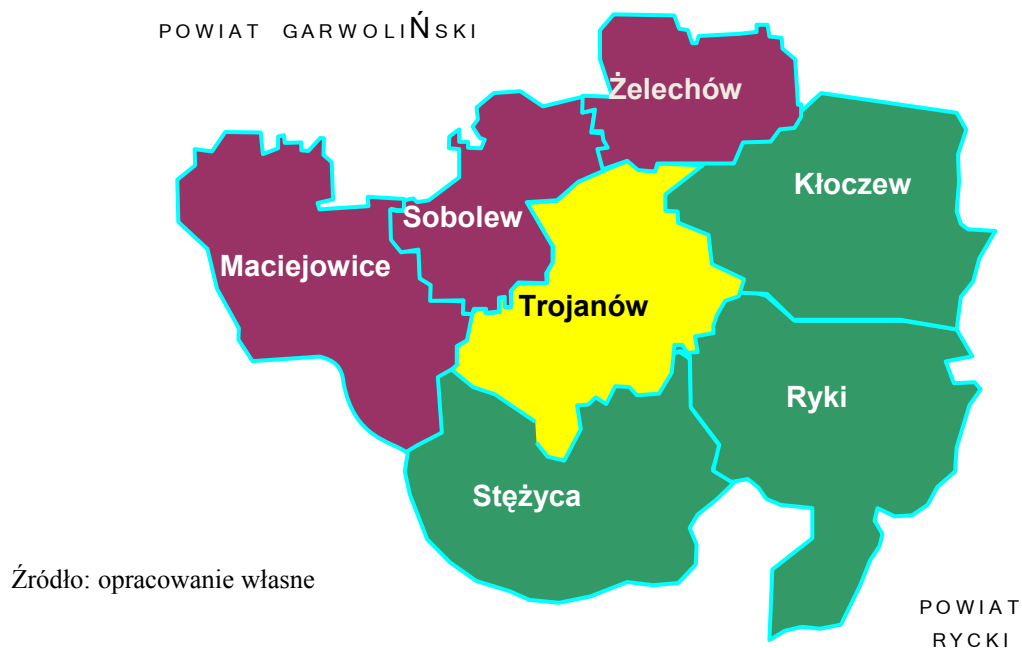 POWIAT GARWOLIŃSKI
Żelechów
Kłoczew
Sobolew
Maciejowice
Trojanów
Ryki
Stężyca
Źródło: opracowanie własne
POWIAT
RYCKI